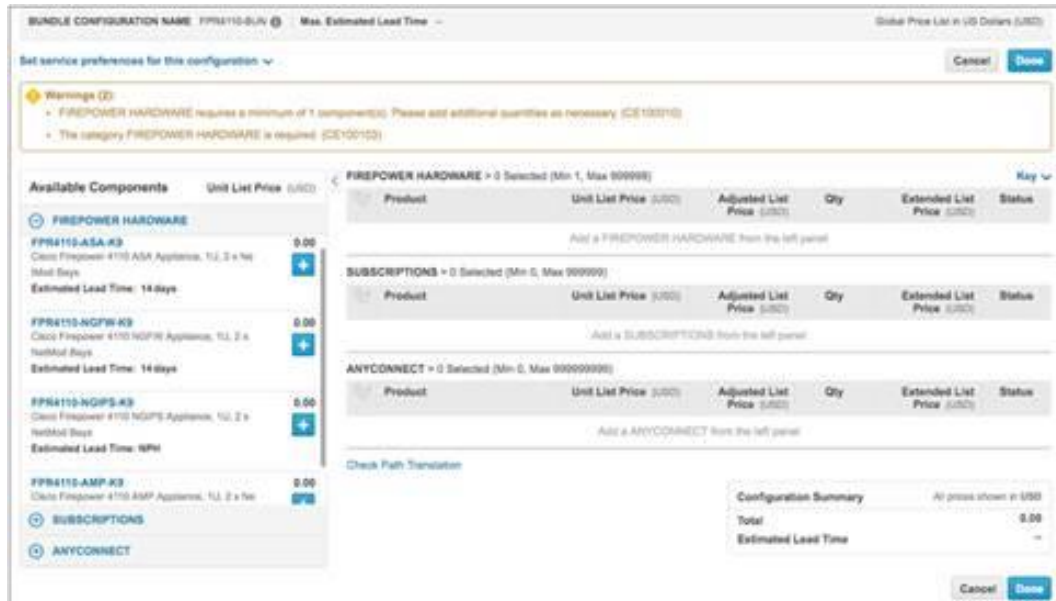 BUNDLE CONFIGURATION NAME FPR4110-BUN Max. Estimated Lead Time --
Global Price List in US Dollars (USD)
Set service preferences for this configuration
Cancel Done
Warnings (2):
FIREPOWER HARDWARE requires a minimum of 1 component(s). Please add additional quantities as necessary. (CE100010)
The category FIREPOWER HARDWARE is required. (CE100103)
Available Components Unit List Price (USD)
FIREPOWER HARDWARE
FPR4110-ASA-K9 0.00
Cisco Firepower 4110 ASA Appliance, 1U, 2 x Ne
tMod Bays
Estimated Lead Time: 14 days
FPR4110-NGFW-K9 0.00
Cisco Firepower 4110 NGFW Appliance, 1U, 2 x
NetMod Bays
Estimated Lead Time: 14 days
FPR4110-NGIPS-K9 0.00
Cisco Firepower 4110 NGIPS Appliance, 1U, 2 x
NetMod Bays
Estimated Lead Time: NPH
FPR4110-AMP-K9 0.00
Cisco Firepower 4110 AMP Appliance, 1U, 2 x Ne
SUBSCRIPTIONS
ANYCONNECT
FIREPOWER HARDWARE > 0 Selected (Min 1, Max 999999)
Key
Product Unit List Price (USD) Adjusted List Price (USD) Qty Extended List Price (USD) Status
Add a FIREPOWER HARDWARE from the left panel
SUBSCRIPTIONS > 0 Selected (Min 0, Max 999999)
Product Unit List Price (USD) Adjusted List Price (USD) Qty Extended List Price (USD) Status
Add a SUBSCRIPTIONS from the left panel
ANYCONNECT > 0 Selected (Min 0, Max 999999999)
Product Unit List Price (USD) Adjusted List Price (USD) Qty Extended List Price (USD) Status
Add a ANYCONNECT from the left panel
Check Path Translation
Configuration Summary All prices shown in USD
Total 0.00
Estimated Lead Time --
Cancel Done